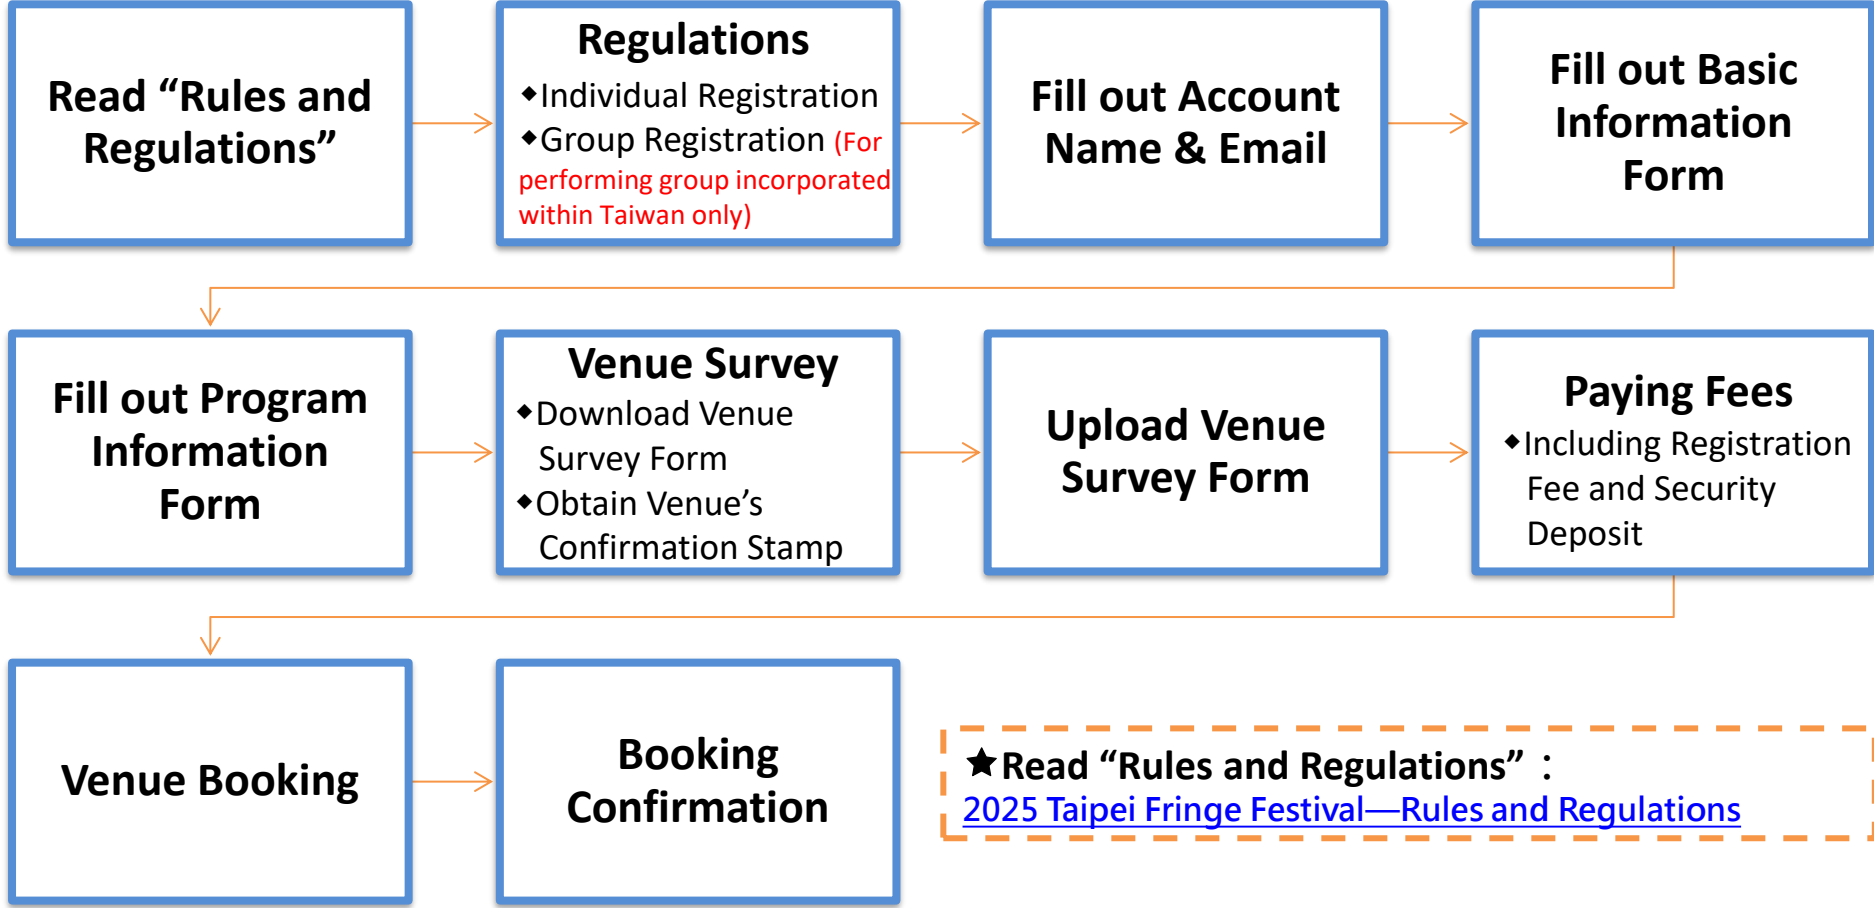 Read “Rules and
Regulations”
Regulations
◆Individual Registration
◆Group Registration (For
performing group incorporated
within Taiwan only)
Fill out Account
Name & Email
Fill out Basic
Information
Form
Fill out Program
Information
Form
Venue Survey
◆Download Venue
Survey Form
◆Obtain Venue’s
Confirmation Stamp
Upload Venue
Survey Form
Paying Fees
◆Including Registration
Fee and Security
Deposit
Venue Booking
Booking
Confirmation
★Read “Rules and Regulations”：
2025 Taipei Fringe Festival—Rules and Regulations